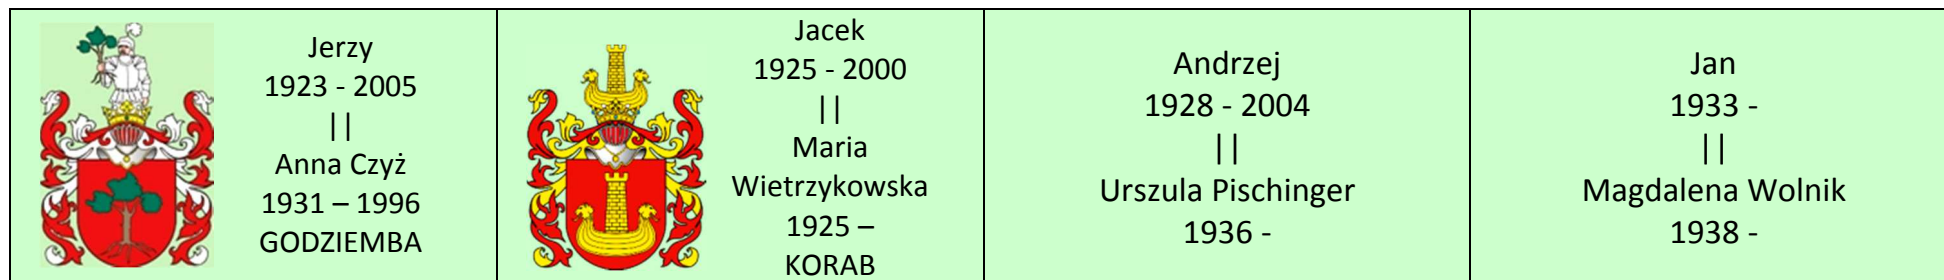 Jerzy
1923 - 2005
||
Anna Czyż
1931 – 1996
GODZIEMBA
Jacek
1925 - 2000
||
Maria
Wietrzykowska
1925 –
KORAB
Andrzej
1928 - 2004
||
Urszula Pischinger
1936 -
Jan
1933 -
||
Magdalena Wolnik
1938 -